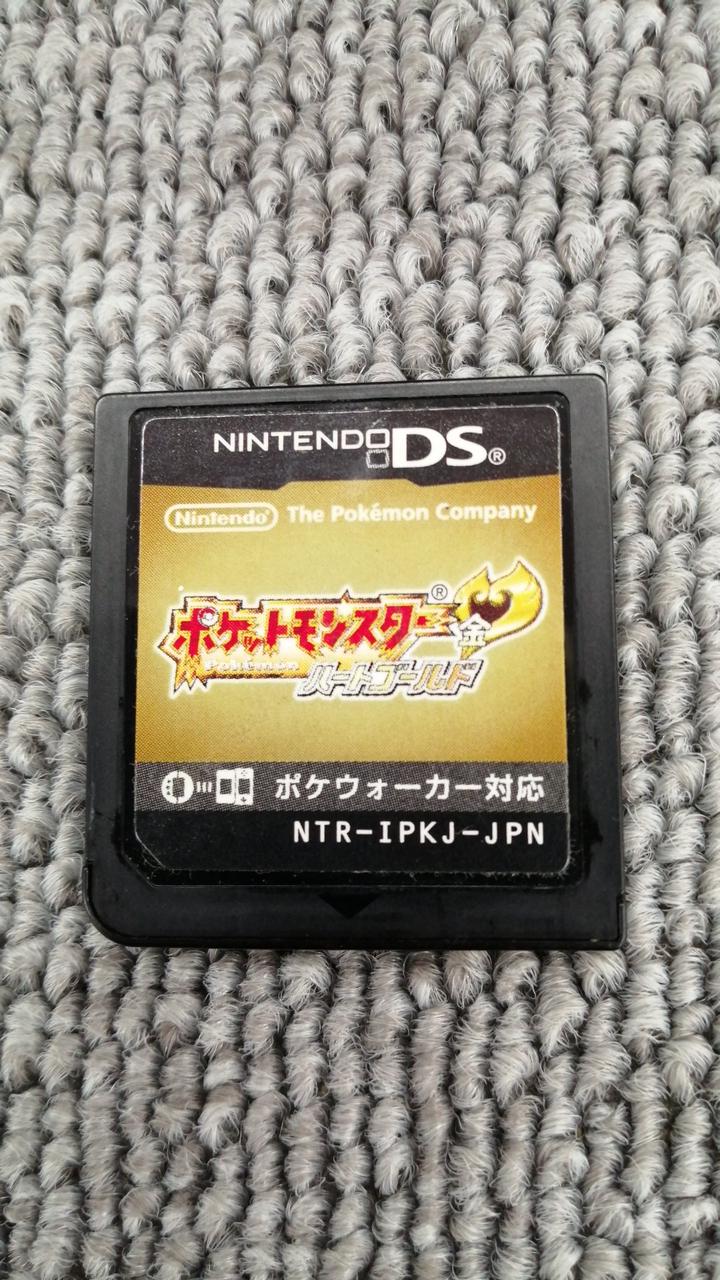 NINTENDO DS®
Nintendo® The Pokémon Company
ポケットモンスター®
金
Pokémon
ハートゴールド
ポケウォーカー対応
NTR-IPKJ-JPN